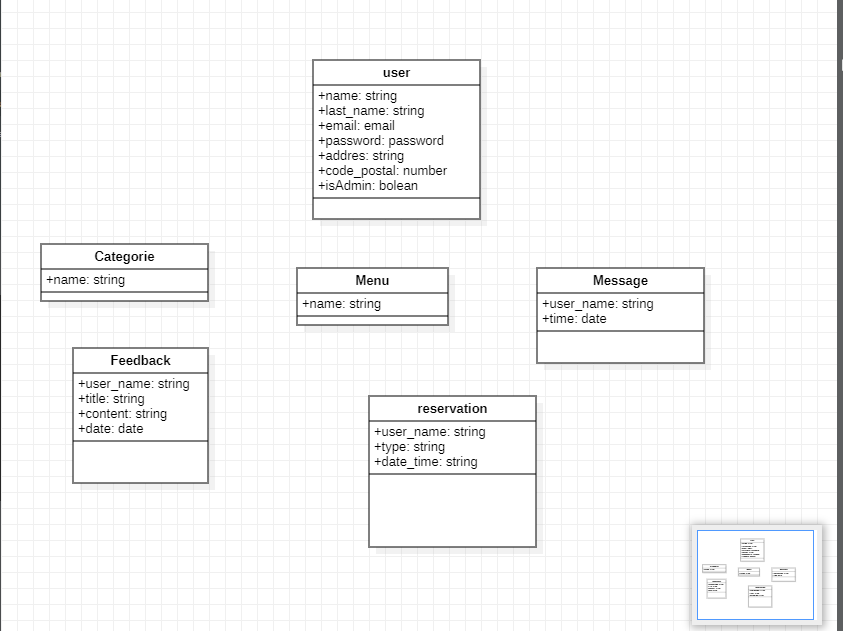 user
+name: string
+last_name: string
+email: email
+password: password
+addres: string
+code_postal: number
+isAdmin: bolean
Categorie
+name: string
Menu
+name: string
Message
+user_name: string
+time: date
Feedback
+user_name: string
+title: string
+content: string
+date: date
reservation
+user_name: string
+type: string
+date_time: string